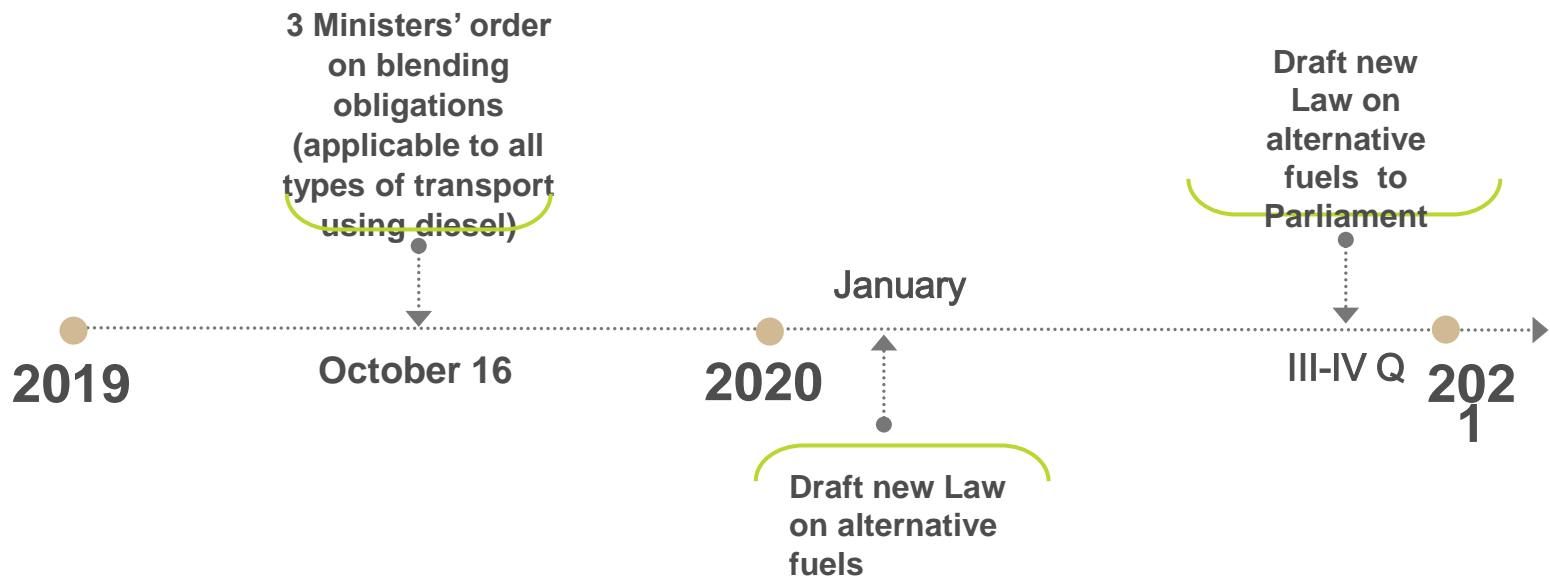 3 Ministers’ order
on blending
obligations
(applicable to all
types of transport
using diesel)
Draft new
Law on
alternative
fuels to
Parliament
January
2019
October 16
2020
III-IV Q
202
1
Draft new Law
on alternative
fuels